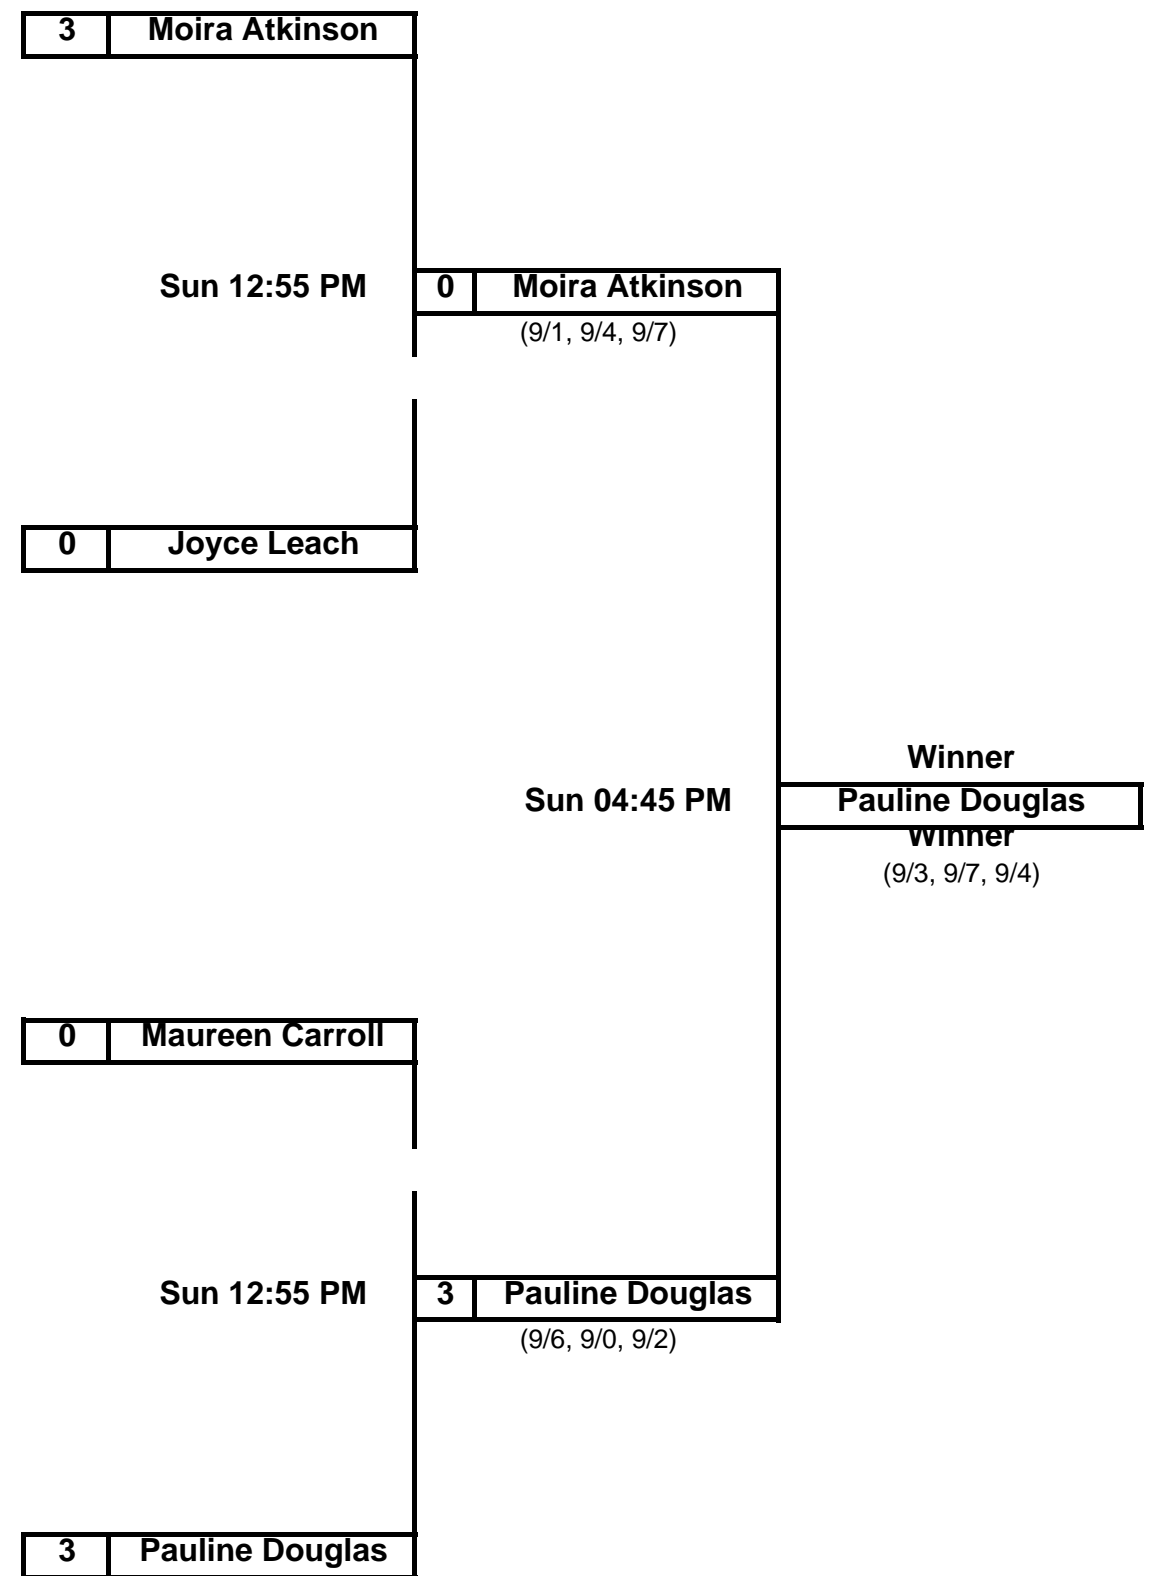 3 Moira Atkinson
Sun 12:55 PM 0 Moira Atkinson
(9/1, 9/4, 9/7)
0 Joyce Leach
Winner
Sun 04:45 PM Pauline Douglas
Winner
(9/3, 9/7, 9/4)
0 Maureen Carroll
Sun 12:55 PM 3 Pauline Douglas
(9/6, 9/0, 9/2)
3 Pauline Douglas